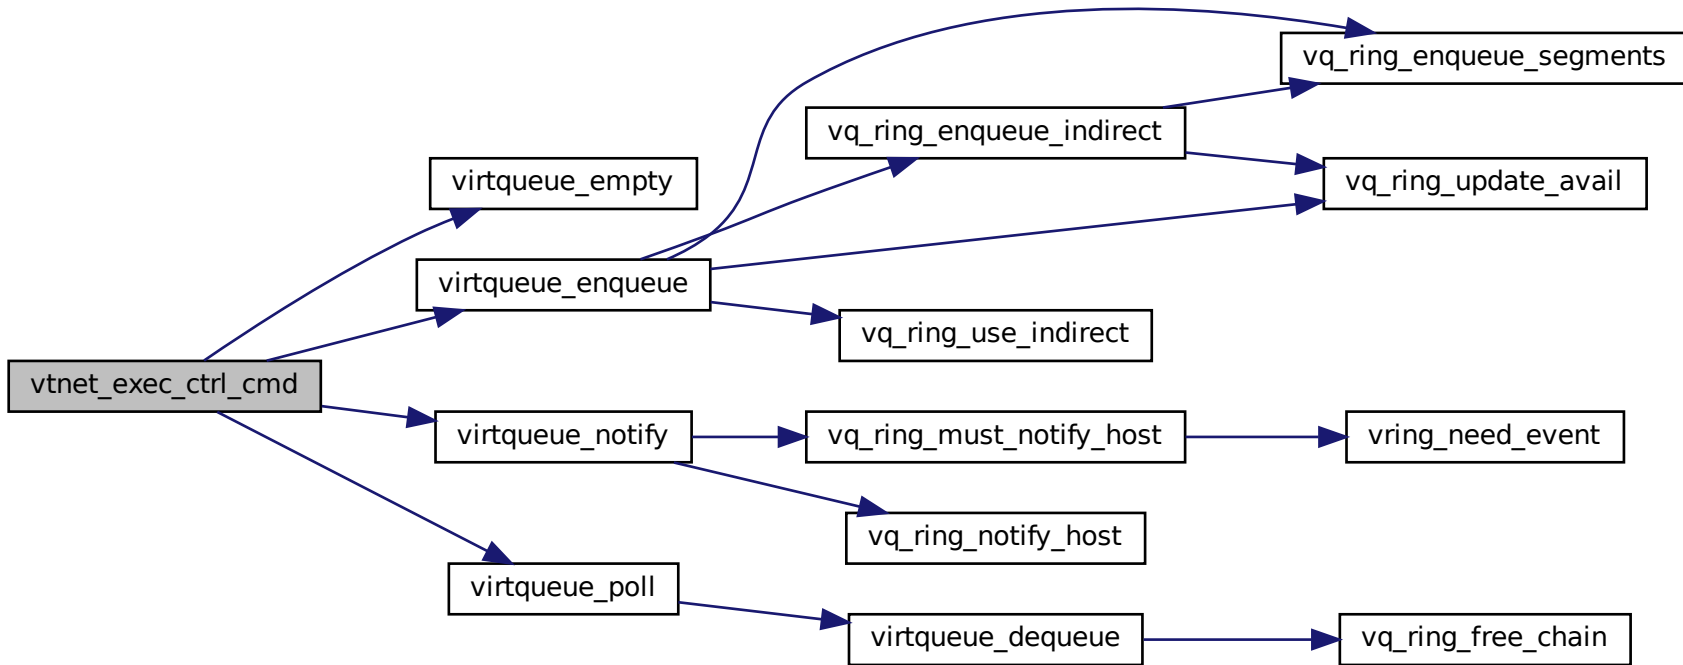 vtnet_exec_ctrl_cmd
virtqueue_empty
virtqueue_enqueue
virtqueue_notify
virtqueue_poll
vq_ring_enqueue_indirect
vq_ring_use_indirect
vq_ring_must_notify_host
vq_ring_notify_host
virtqueue_dequeue
vq_ring_enqueue_segments
vq_ring_update_avail
vring_need_event
vq_ring_free_chain